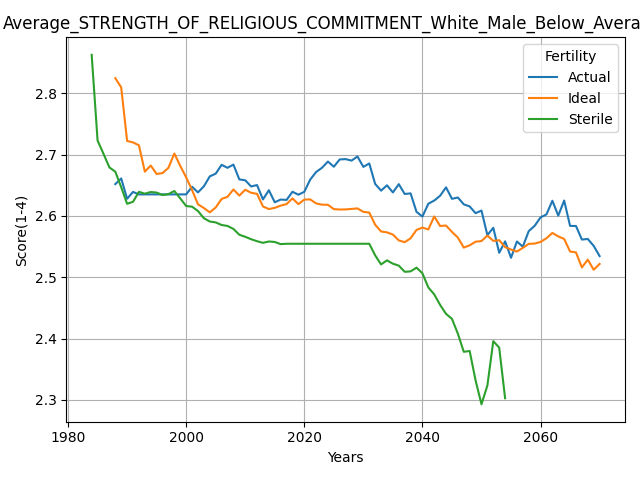 Average_STRENGTH_OF_RELIGIOUS_COMMITMENT_White_Male_Below_Avera
Fertility
Actual
Ideal
Sterile
2.8
2.7
2.6
2.5
2.4
2.3
Score(1-4)
1980 2000 2020 2040 2060
Years